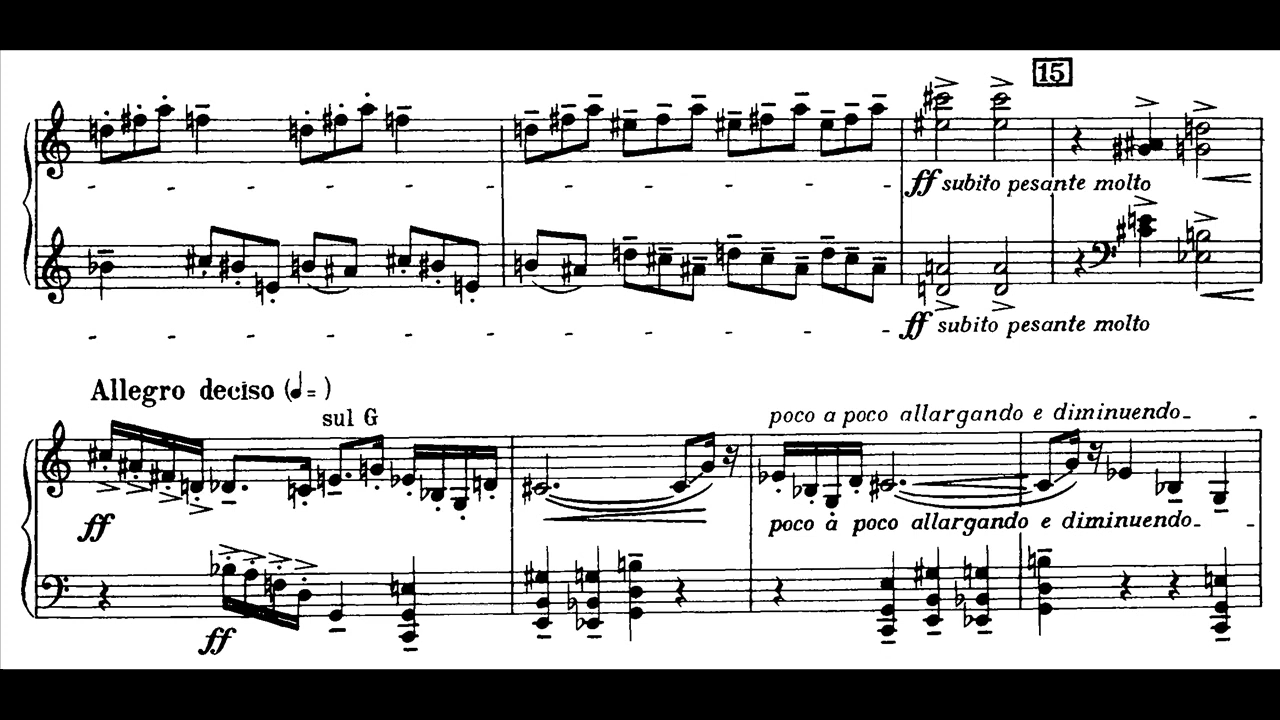 15
ff subito pesante molto
ff subito pesante molto
Allegro deciso (♩= )
sul G
poco a poco allargando e diminuendo
ff
poco a poco allargando e diminuendo
ff